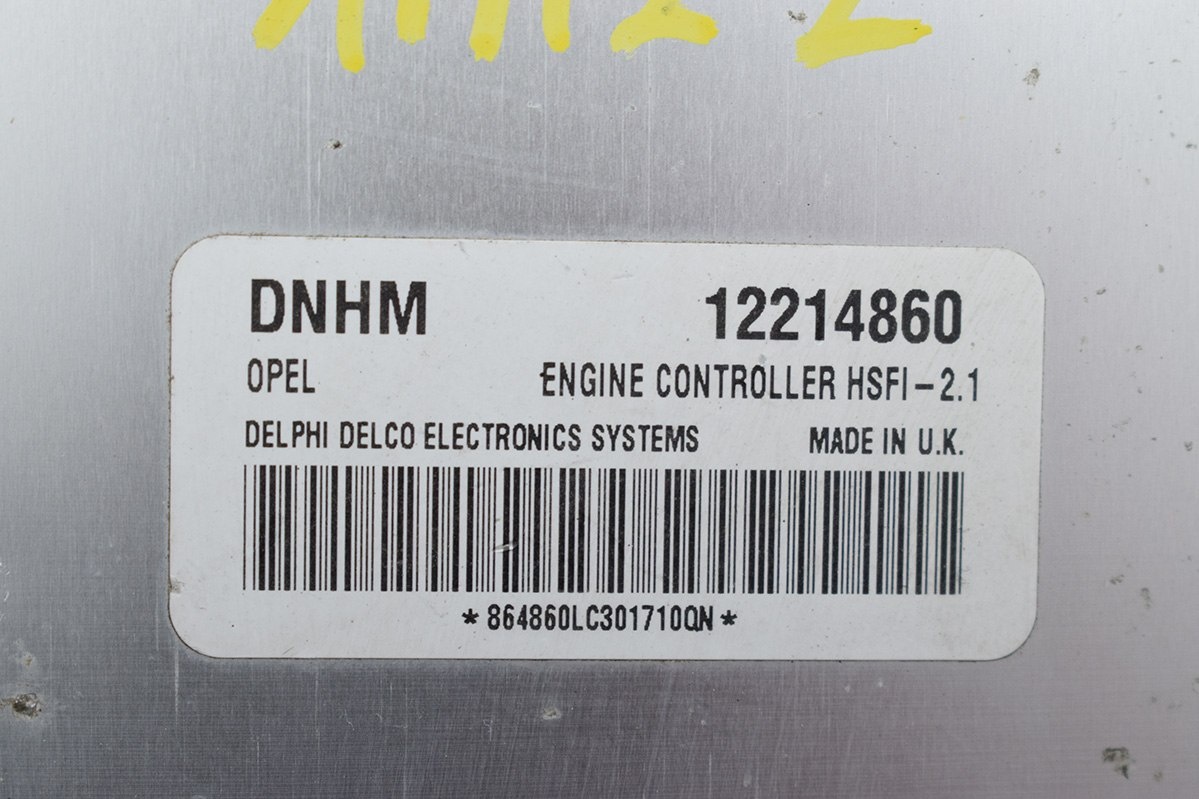 DNHM 12214860
OPEL ENGINE CONTROLLER HSFI-2.1
DELPHI DELCO ELECTRONICS SYSTEMS MADE IN U.K.
*864860LC301710QN*